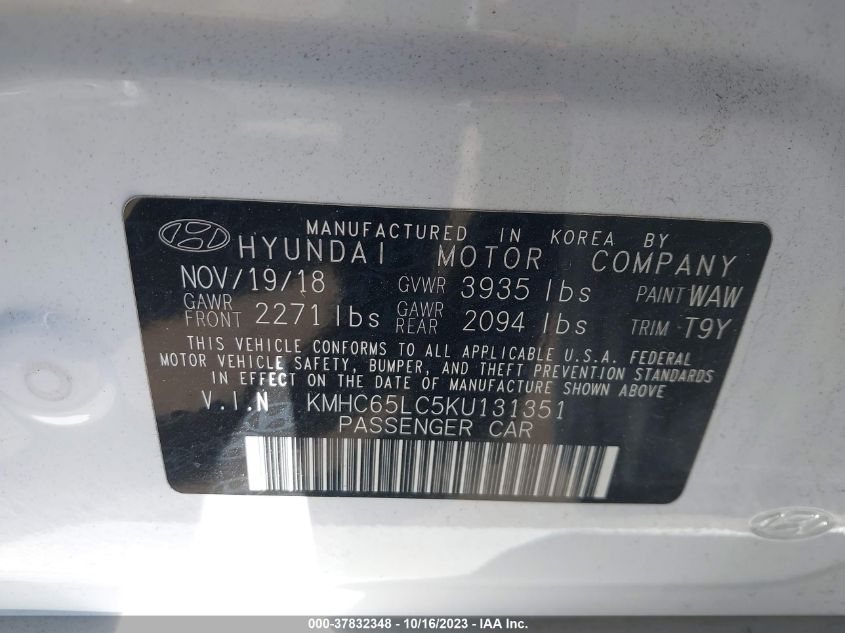 MANUFACTURED IN KOREA BY
HYUNDAI MOTOR COMPANY
NOV/19/18 GVWR 3935 lbs PAINT WAW
GAWR FRONT 2271 lbs GAWR REAR 2094 lbs TRIM T9Y
THIS VEHICLE CONFORMS TO ALL APPLICABLE U.S.A. FEDERAL
MOTOR VEHICLE SAFETY, BUMPER, AND THEFT PREVENTION STANDARDS
IN EFFECT ON THE DATE OF MANUFACTURE SHOWN ABOVE
V.I.N KMHC65LC5KU131351
PASSENGER CAR
000-37832348 - 10/16/2023 - IAA Inc.